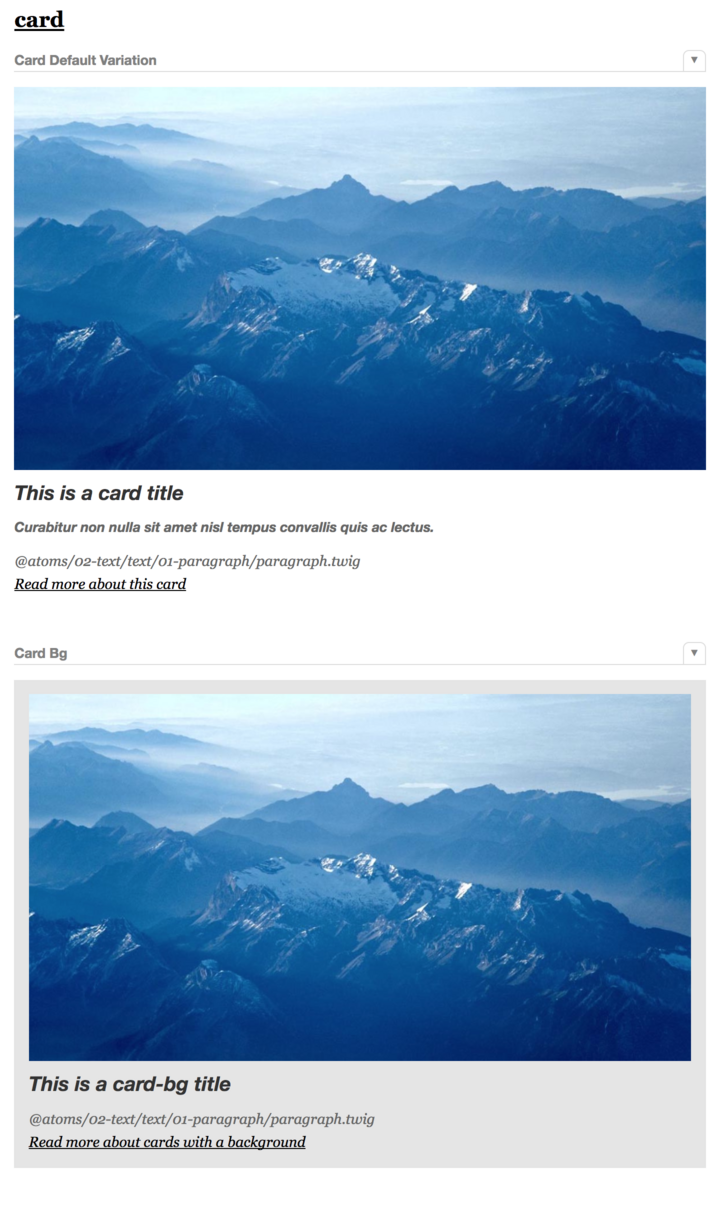 card
Card Default Variation
▼
This is a card title
Curabitur non nulla sit amet nisl tempus convallis quis ac lectus.
@atoms/02-text/text/01-paragraph/paragraph.twig
Read more about this card
Card Bg
▼
This is a card-bg title
@atoms/02-text/text/01-paragraph/paragraph.twig
Read more about cards with a background